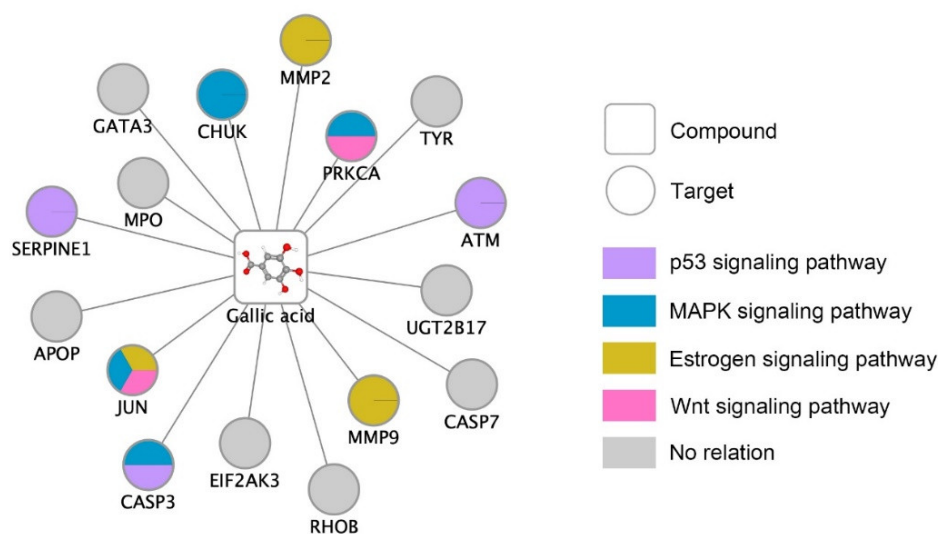 MMP2
GATA3
CHUK
TYR
PRKCA
MPO
SERPINE1
ATM
Gallic acid
UGT2B17
APOP
JUN
CASP7
MMP9
EIF2AK3
CASP3
RHOB
Compound
Target
p53 signaling pathway
MAPK signaling pathway
Estrogen signaling pathway
Wnt signaling pathway
No relation